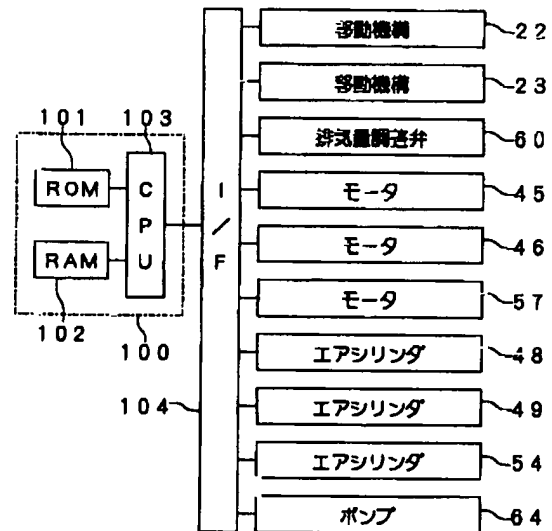 移動機構 22
移動機構 23
排気量調造弁 60
モータ 45
モータ 46
モータ 57
エアシリンダ 48
エアシリンダ 49
エアシリンダ 54
ポンプ 64
101
103
ROM
CPU
RAM
102
100
I/F
104